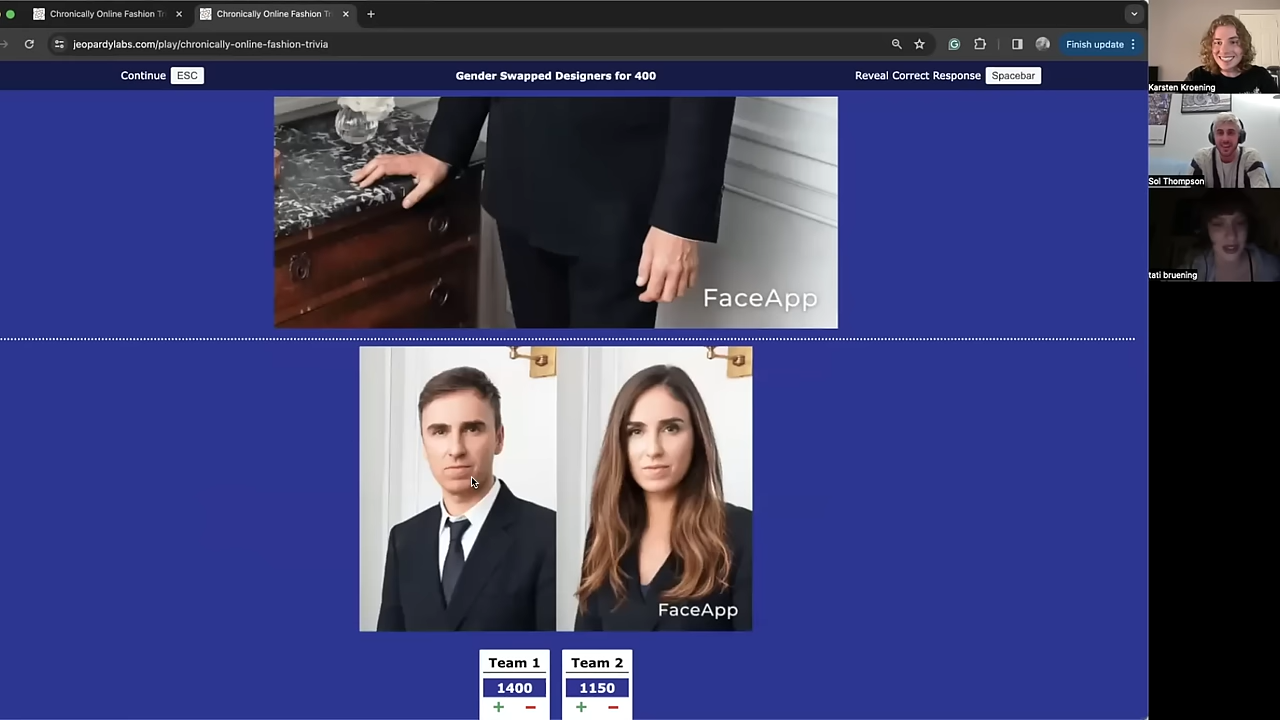 Chronically Online Fashion Tr
Chronically Online Fashion Tr
jeopardylabs.com/play/chronically-online-fashion-trivia
Finish update
Continue ESC
Gender Swapped Designers for 400
Reveal Correct Response Spacebar
Karsten Kroening
Sol Thompson
tati bruening
FaceApp
FaceApp
Team 1
Team 2
1400
1150